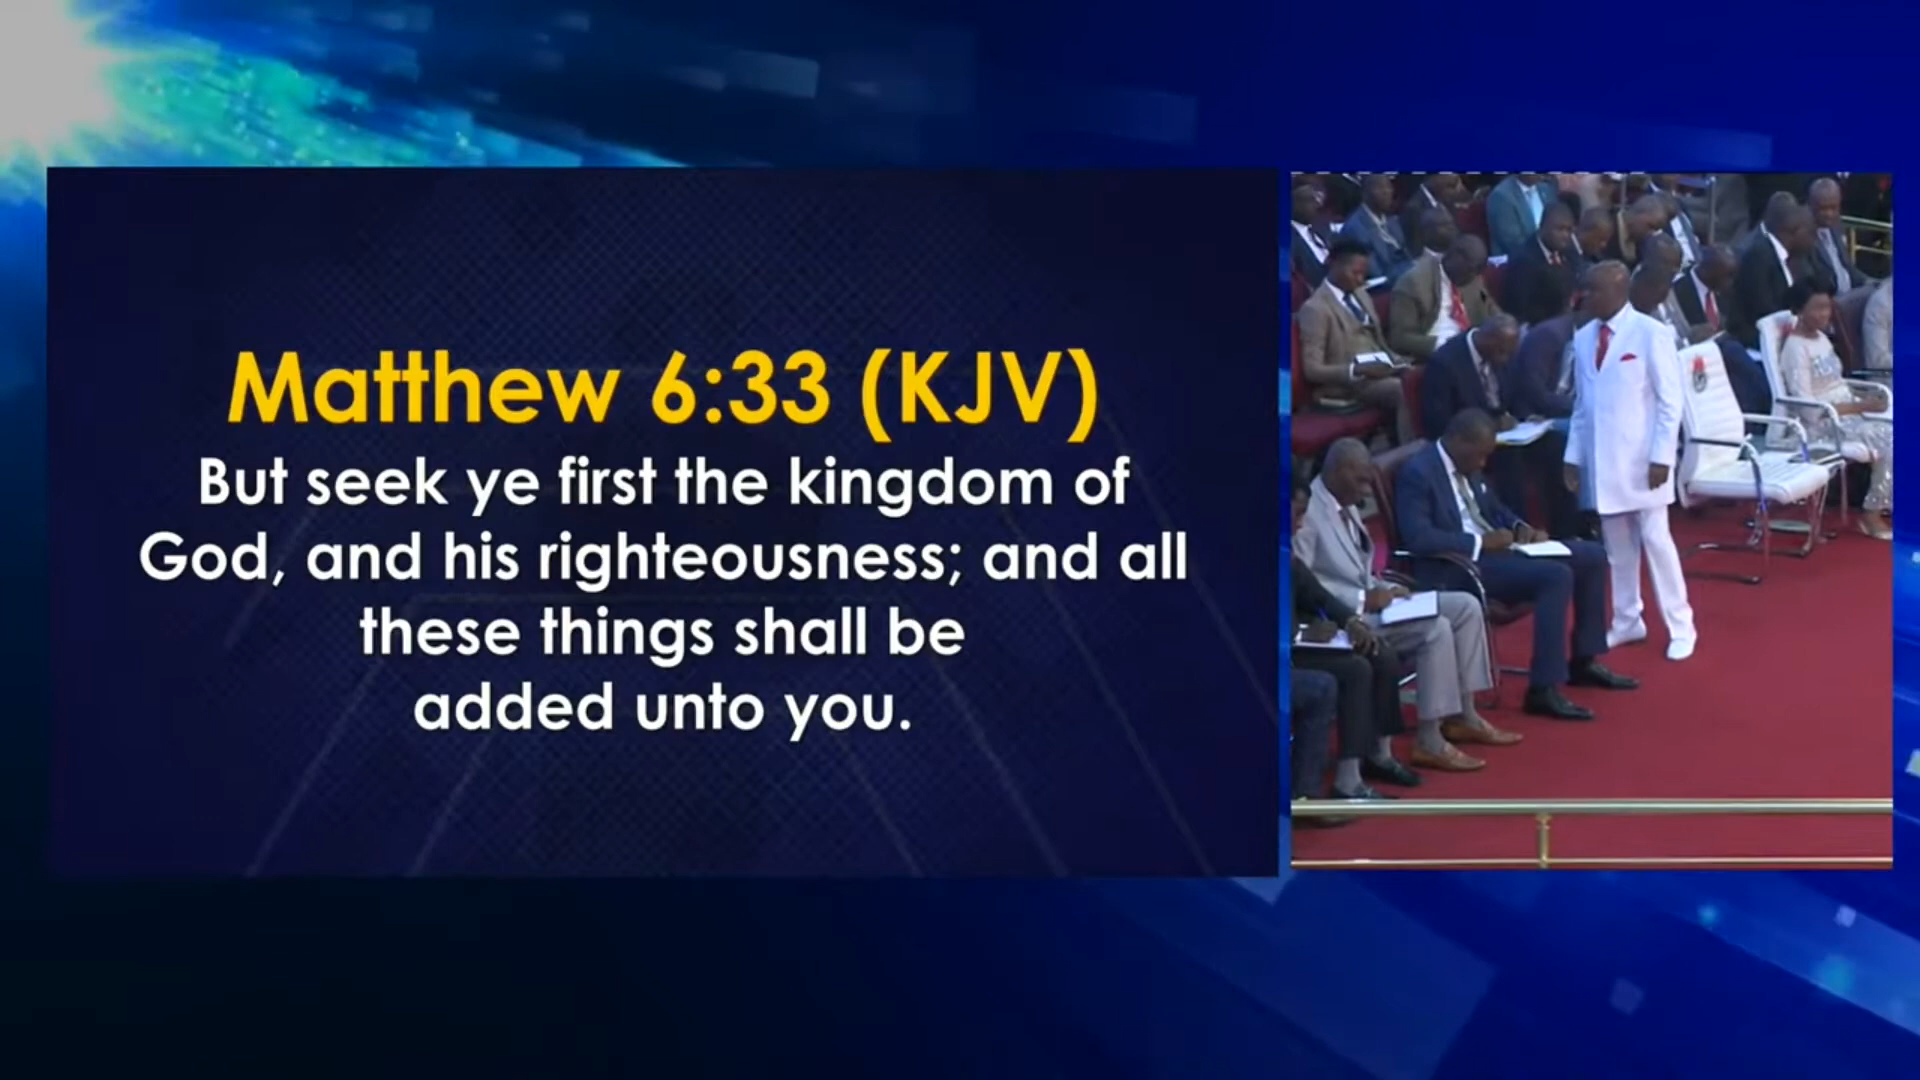 Matthew 6:33 (KJV)
But seek ye first the kingdom of
God, and his righteousness; and all
these things shall be
added unto you.